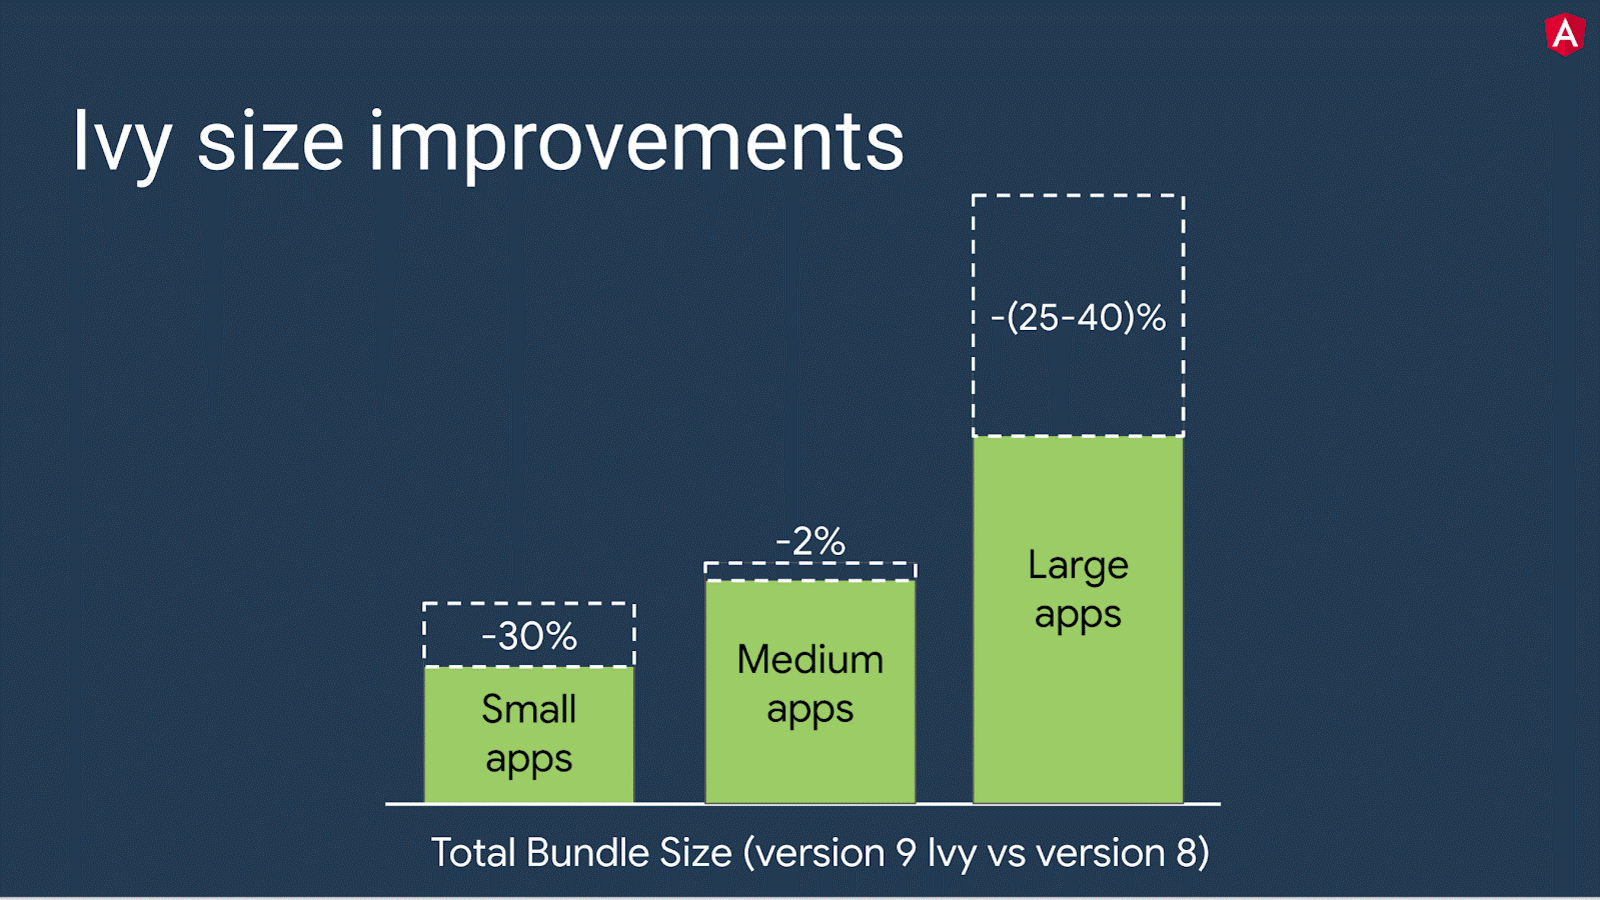 Ivy size improvements
-(25-40)%
-2%
-30%
Small
apps
Medium
apps
Large
apps
Total Bundle Size (version 9 Ivy vs version 8)